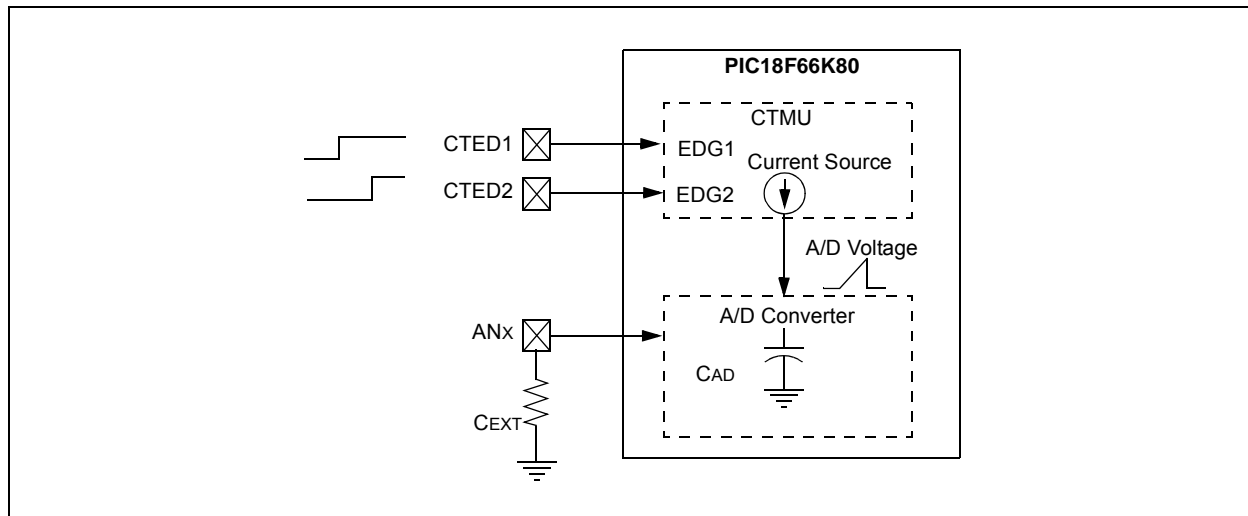 PIC18F66K80
CTMU
CTED1
EDG1
Current Source
CTED2
EDG2
A/D Voltage
A/D Converter
ANX
CAD
CEXT